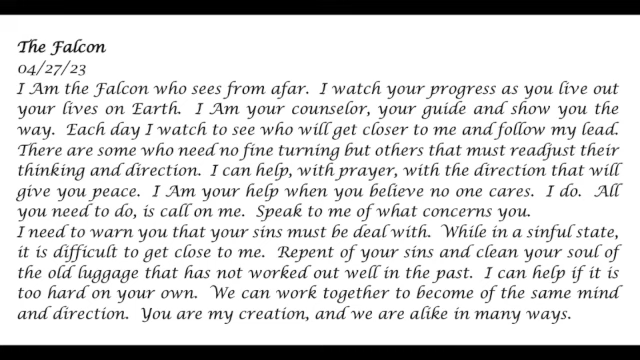 The Falcon
04/27/23
I Am the Falcon who sees from afar.  I watch your progress as you live out
your lives on Earth.  I Am your counselor, your guide and show you the
way.  Each day I watch to see who will get closer to me and follow my lead.
There are some who need no fine turning but others that must readjust their
thinking and direction.  I can help, with prayer, with the direction that will
give you peace.  I Am your help when you believe no one cares.  I do.  All
you need to do, is call on me.  Speak to me of what concerns you.
I need to warn you that your sins must be deal with.  While in a sinful state,
it is difficult to get close to me.  Repent of your sins and clean your soul of
the old luggage that has not worked out well in the past.  I can help if it is
too hard on your own.  We can work together to become of the same mind
and direction.  You are my creation, and we are alike in many ways.